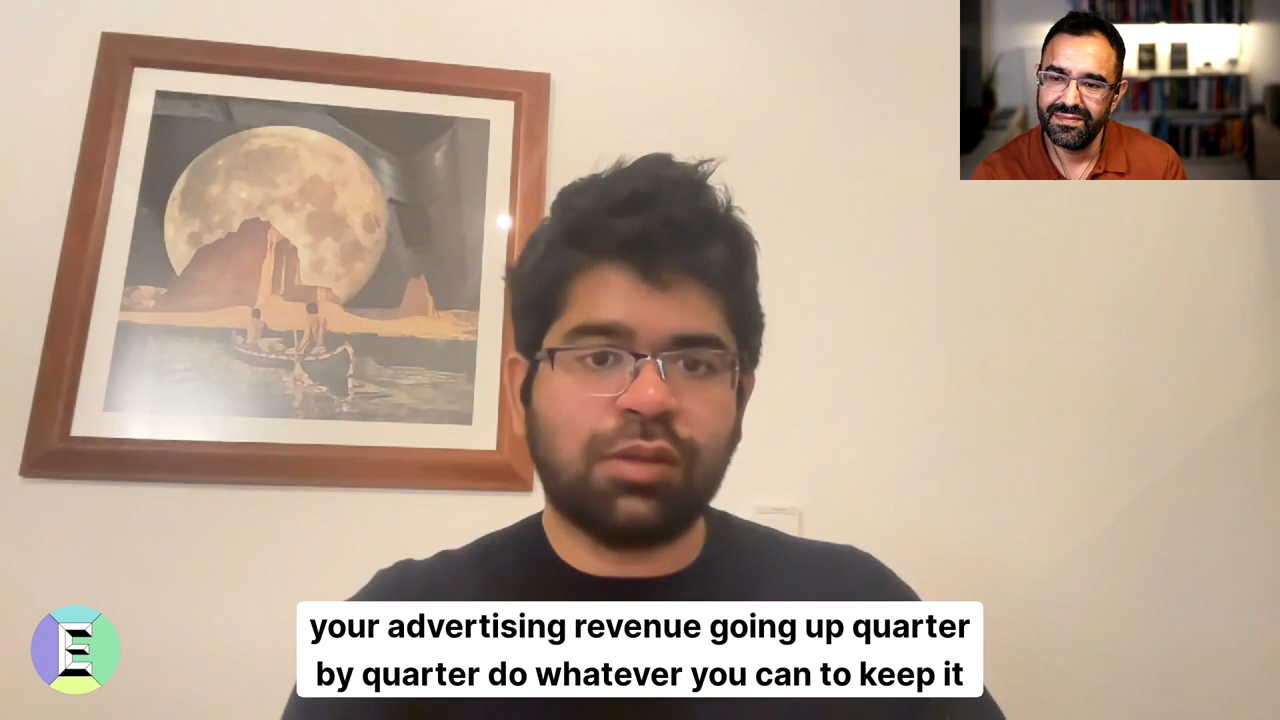 your advertising revenue going up quarter
by quarter do whatever you can to keep it
E